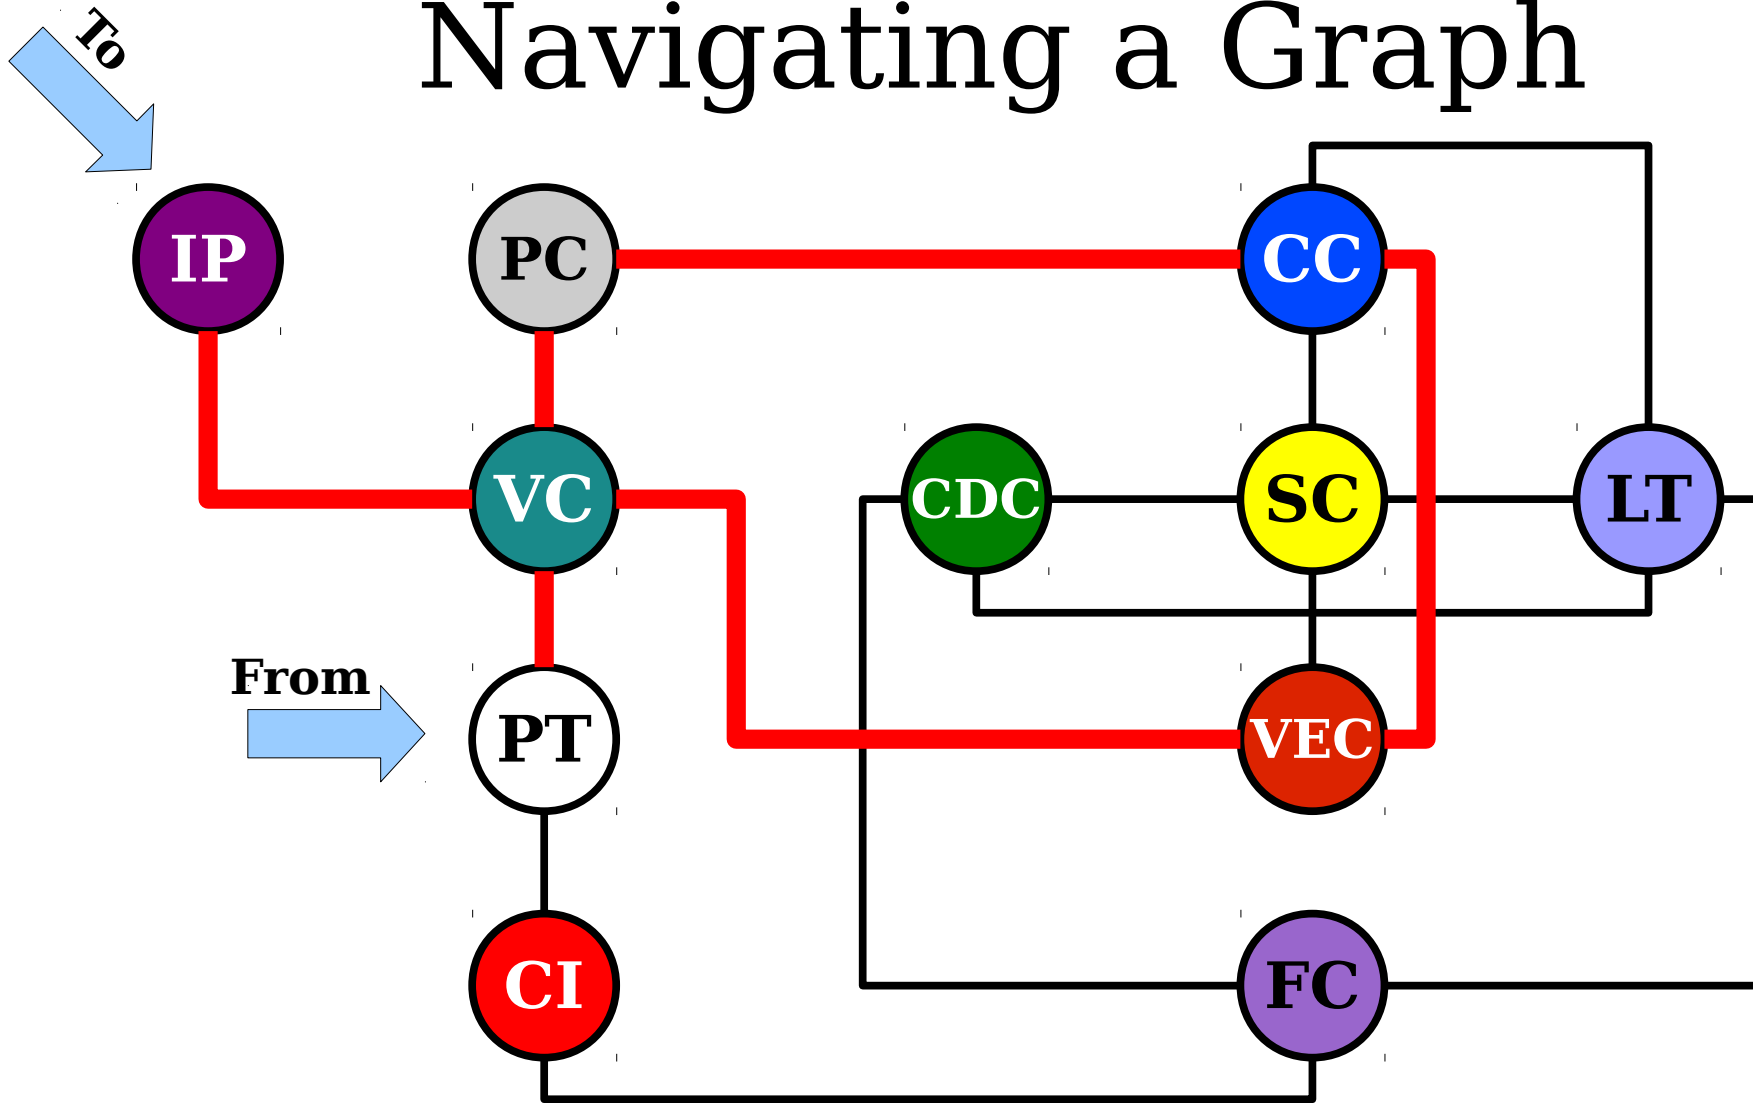 Navigating a Graph
To
IP
PC
CC
VC
CDC
SC
LT
From
PT
VEC
CI
FC